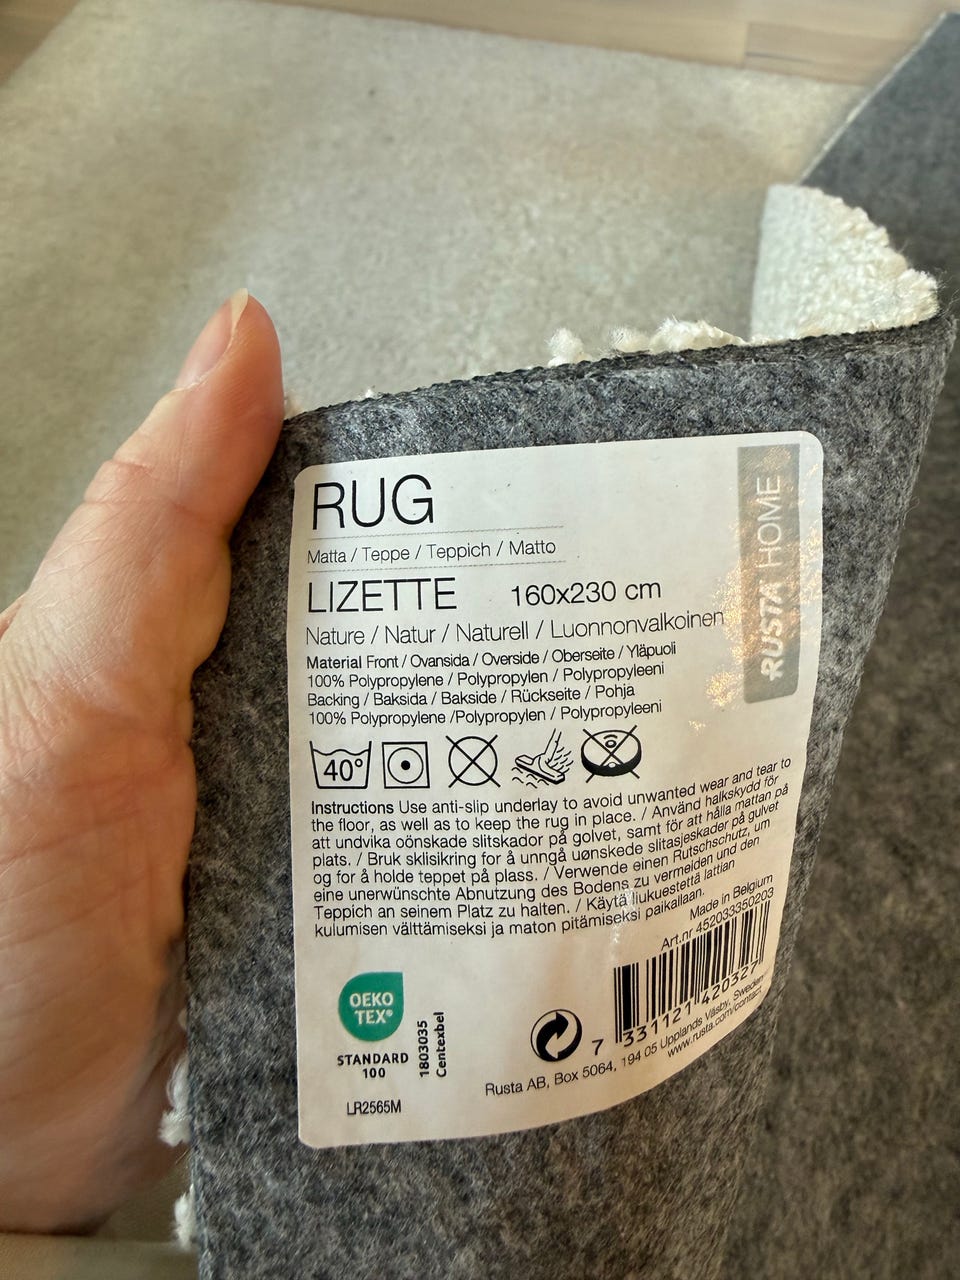 RUG
Matta / Teppe / Teppich / Matto
LIZETTE 160x230 cm
Nature / Natur / Naturell / Luonnonvalkoinen
Material Front / Ovansida / Overside / Oberseite / Yläpuoli
100% Polypropylene / Polypropylen / Polypropyleeni
Backing / Baksida / Bakside / Rückseite / Pohja
100% Polypropylene /Polypropylen / Polypropyleeni
RUSTA HOME
40°
Instructions Use anti-slip underlay to avoid unwanted wear and tear to
the floor, as well as to keep the rug in place. / Använd halkskydd för
att undvika oönskade slitskador på golvet, samt för att hålla mattan på
plats. / Bruk sklisikring for å unngå uønskede slitasjeskader på gulvet
og for å holde teppet på plass. / Verwende einen Rutschschutz, um
eine unerwünschte Abnutzung des Bodens zu vermeiden und den
Teppich an seinem Platz zu halten. / Käytä liukuestettä lattian
kulumisen välttämiseksi ja maton pitämiseksi paikallaan.
Made in Belgium
Art.nr 452033350203
7 331121 420327
OEKO
TEX®
STANDARD
100
1803035
Centexbel
LR2565M
Rusta AB, Box 5064, 194 05 Upplands Väsby, Sweden
www.rusta.com/contact